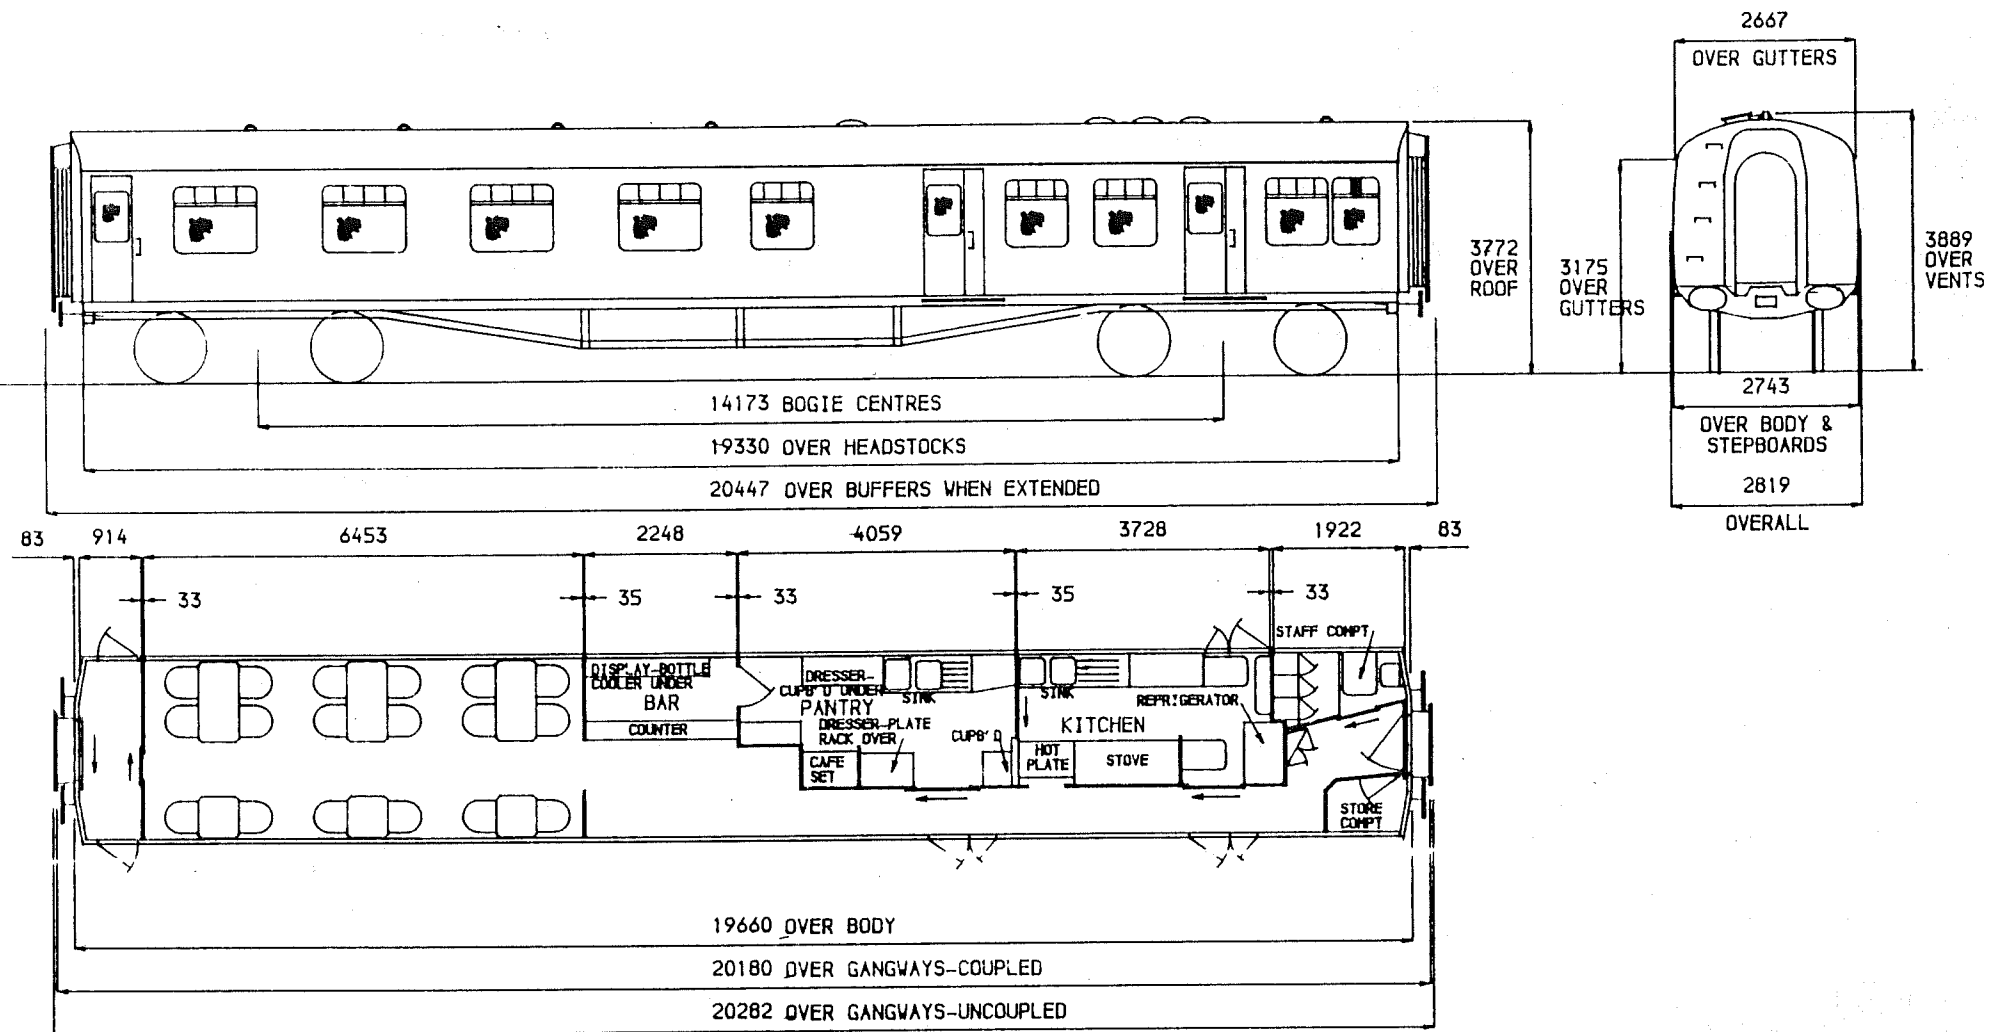 2667
OVER GUTTERS
3772
OVER
ROOF
3175
OVER
GUTTERS
3889
OVER
VENTS
14173 BOGIE CENTRES
19330 OVER HEADSTOCKS
20447 OVER BUFFERS WHEN EXTENDED
2743
OVER BODY &
STEPBOARDS
2819
OVERALL
83 914 6453 2248 4059 3728 1922 83
33 35 33 35 33
STAFF COMPT
DISPLAY-BOTTLE
COOLER UNDER
BAR
COUNTER
DRESSER-
CUPB'D UNDER
PANTRY
SINK
DRESSER-PLATE
RACK OVER
CUPB'D
CAFE
SET
SINK
REFRIGERATOR
KITCHEN
HOT
PLATE
STOVE
STORE
COMPT
19660 OVER BODY
20180 OVER GANGWAYS-COUPLED
20282 OVER GANGWAYS-UNCOUPLED